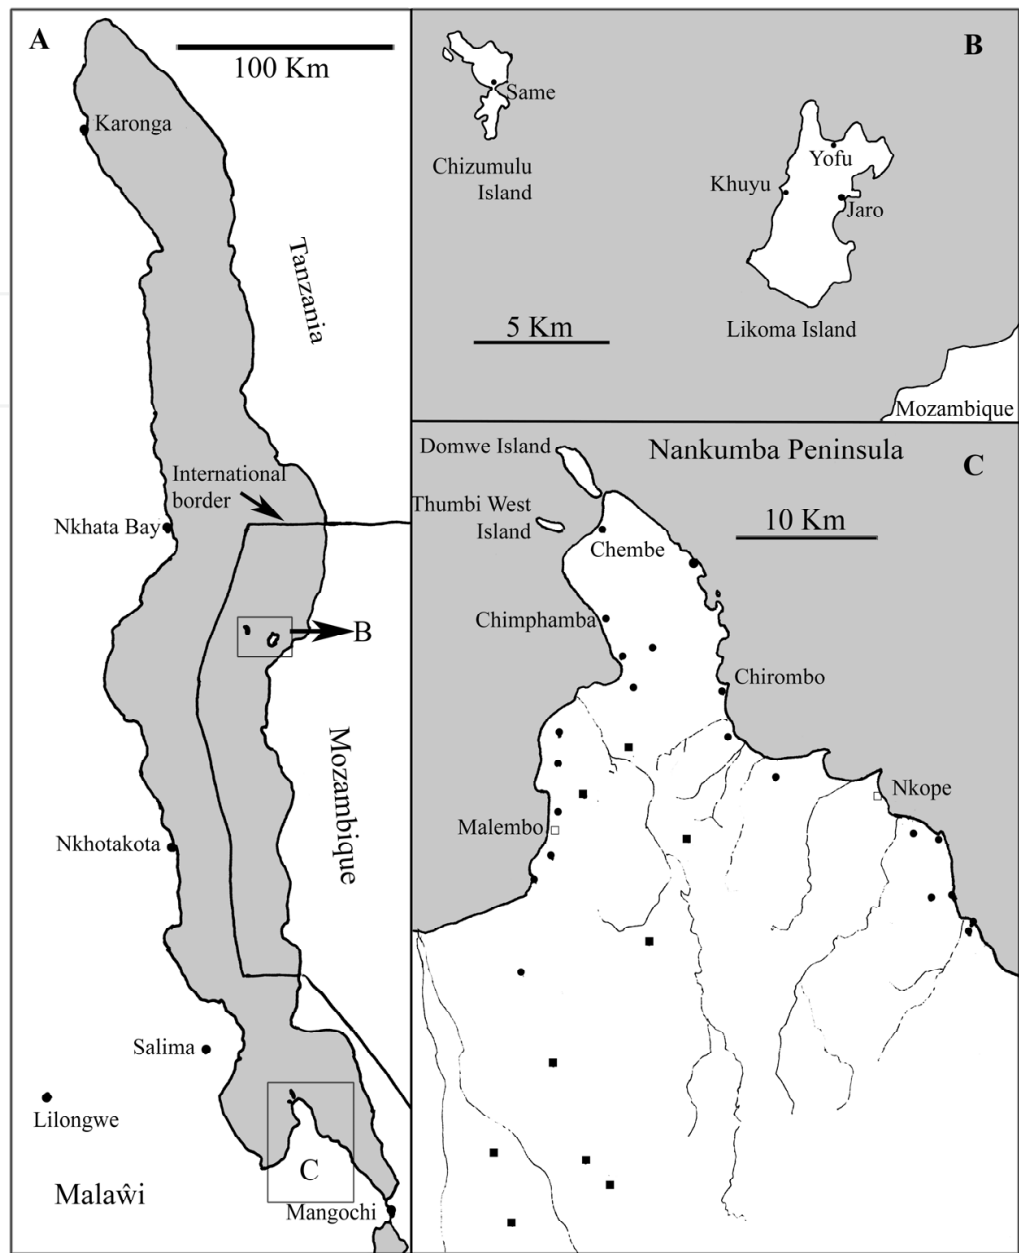 A
100 Km
Karonga
Tanzania
International
border
Nkhata Bay
B
Mozambique
Nkhotakota
Salima
Lilongwe
C
Malaŵi
Mangochi
B
Same
Chizumulu
Island
Yofu
Khuyu
Jaro
5 Km
Likoma Island
Mozambique
Domwe Island
Nankumba Peninsula
C
Thumbi West
Island
10 Km
Chembe
Chimphamba
Chirombo
Nkope
Malembo